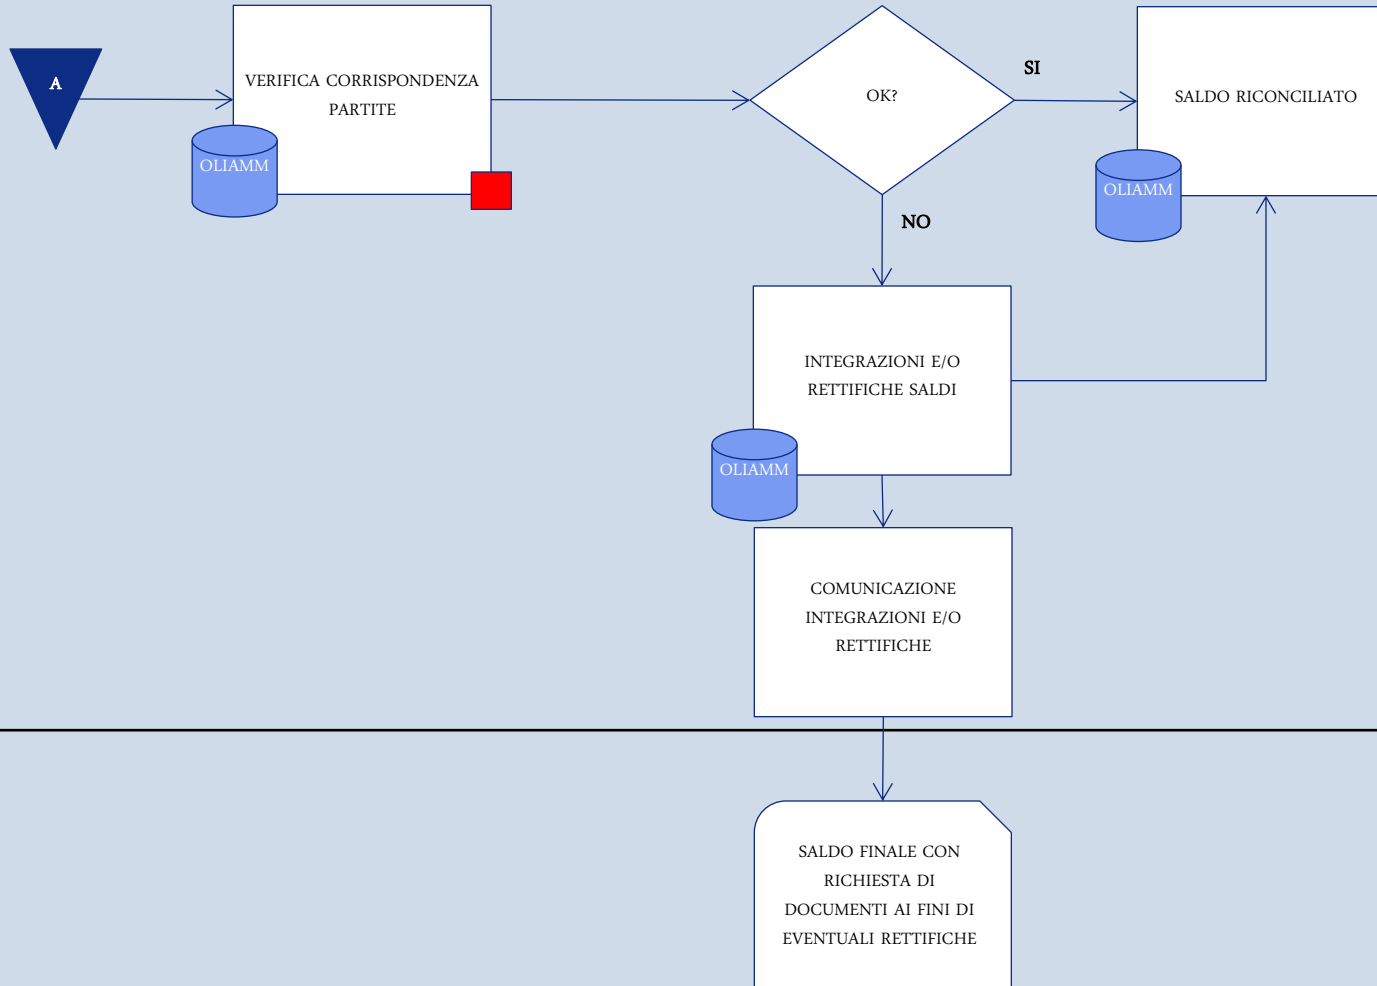 A
VERIFICA CORRISPONDENZA
PARTITE
OLIAMM
OK?
SI
SALDO RICONCILIATO
OLIAMM
NO
INTEGRAZIONI E/O
RETTIFICHE SALDI
OLIAMM
COMUNICAZIONE
INTEGRAZIONI E/O
RETTIFICHE
SALDO FINALE CON
RICHIESTA DI
DOCUMENTI AI FINI DI
EVENTUALI RETTIFICHE